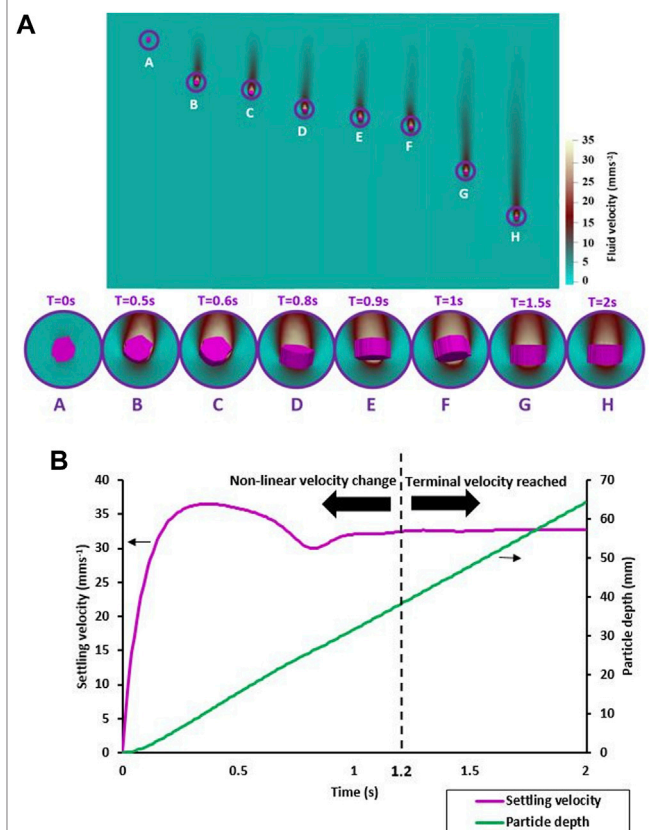 A
A
B
C
D
E
F
G
H
35
30
25
20
15
10
5
0
Fluid velocity (mms⁻¹)
T=0s T=0.5s T=0.6s T=0.8s T=0.9s T=1s T=1.5s T=2s
A B C D E F G H
B
Non-linear velocity change Terminal velocity reached
40
35
30
25
20
15
10
5
0
Settling velocity (mms⁻¹)
70
60
50
40
30
20
10
0
Particle depth (mm)
0 0.5 1 1.2 1.5 2
Time (s)
Settling velocity
Particle depth